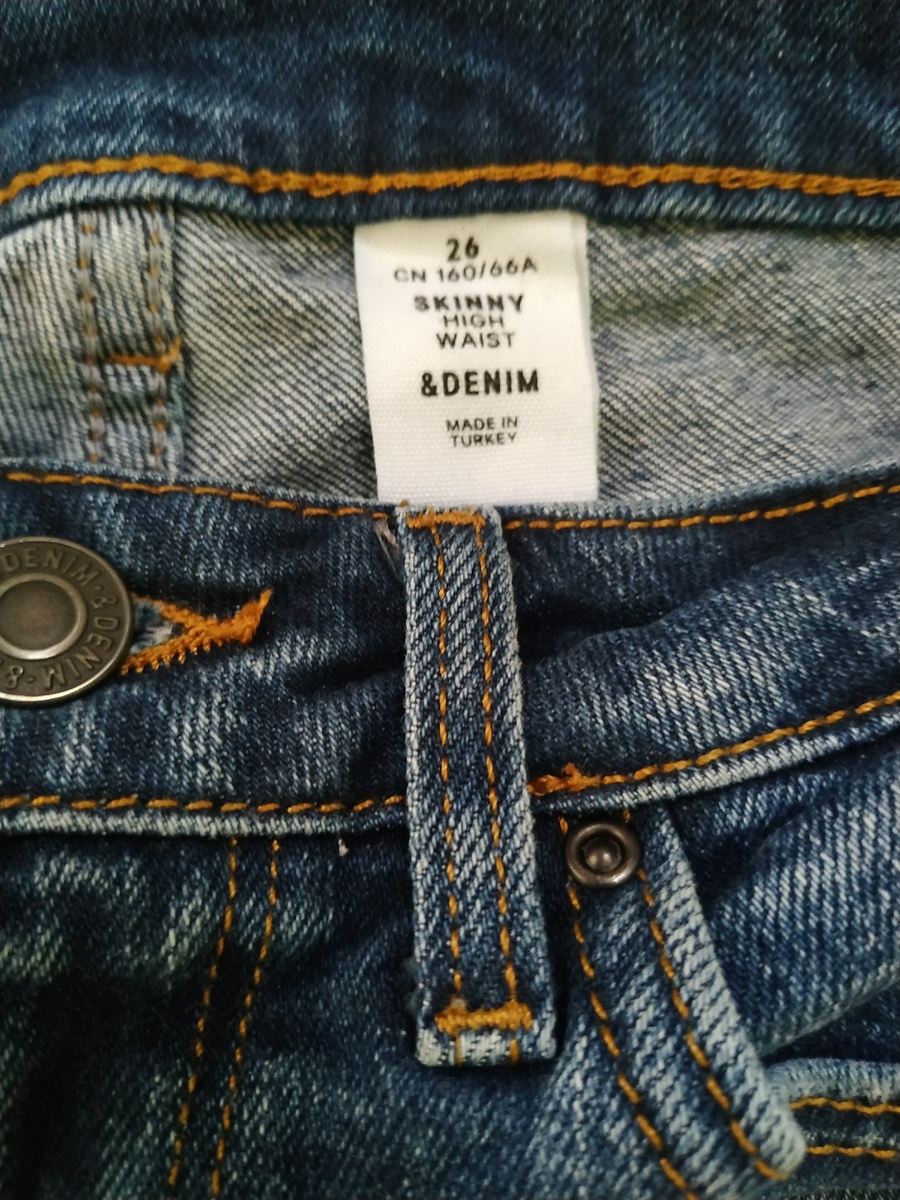 26
CN 160/66A
SKINNY
HIGH
WAIST
&DENIM
MADE IN
TURKEY
DENIM·&DENIM·&